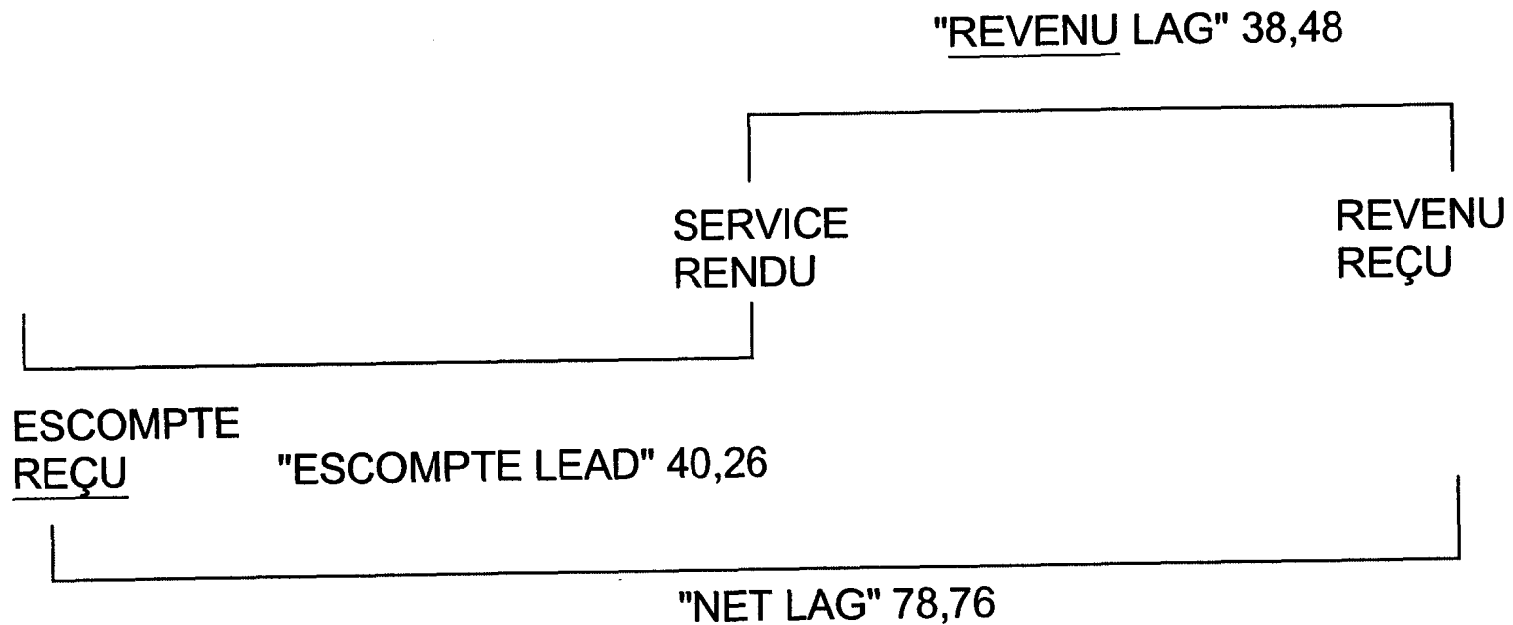 "REVENU LAG" 38,48
SERVICE
RENDU
REVENU
REÇU
ESCOMPTE
REÇU
"ESCOMPTE LEAD" 40,26
"NET LAG" 78,76